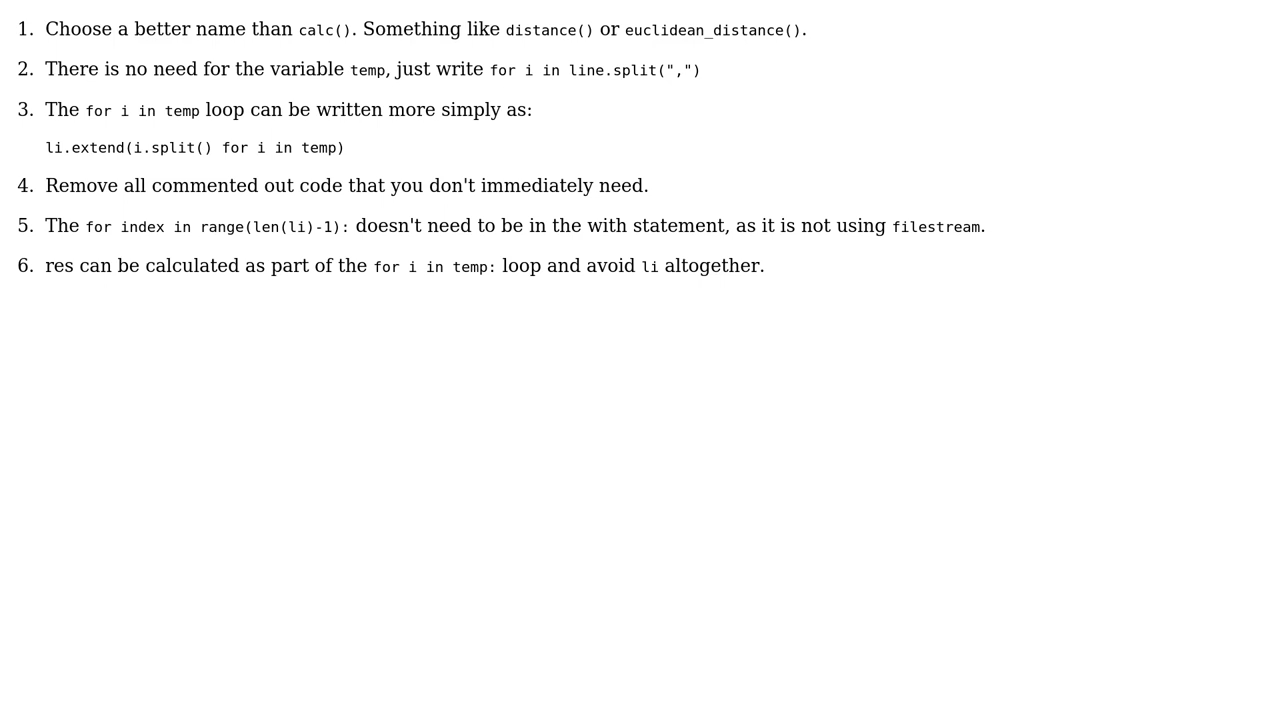 1. Choose a better name than calc(). Something like distance() or euclidean_distance().
2. There is no need for the variable temp, just write for i in line.split(",")
3. The for i in temp loop can be written more simply as:
li.extend(i.split() for i in temp)
4. Remove all commented out code that you don't immediately need.
5. The for index in range(len(li)-1): doesn't need to be in the with statement, as it is not using filestream.
6. res can be calculated as part of the for i in temp: loop and avoid li altogether.